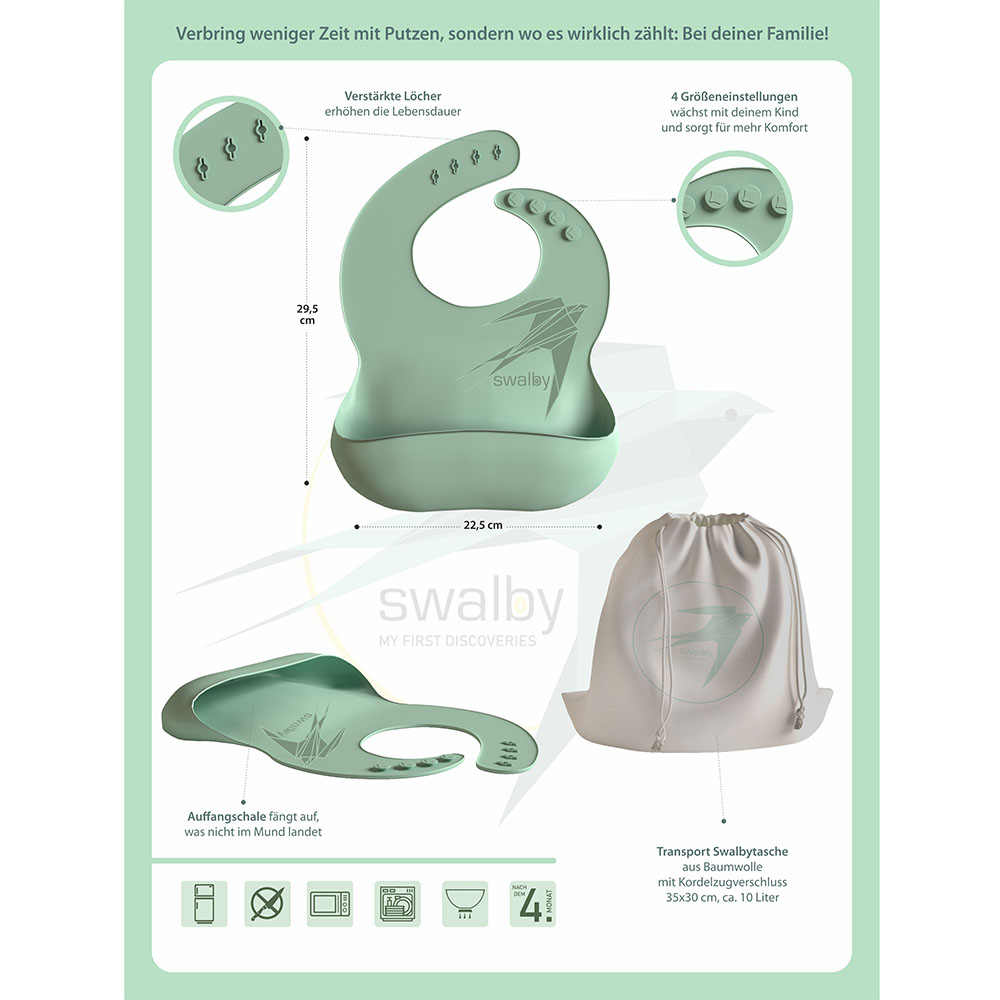 Verbring weniger Zeit mit Putzen, sondern wo es wirklich zählt: Bei deiner Familie!
Verstärkte Löcher
erhöhen die Lebensdauer
4 Größeneinstellungen
wächst mit deinem Kind
und sorgt für mehr Komfort
29,5
cm
swalby
22,5 cm
swalby
MY FIRST DISCOVERIES
swalby
swalby
Auffangschale fängt auf,
was nicht im Mund landet
Transport Swalbytasche
aus Baumwolle
mit Kordelzugverschluss
35x30 cm, ca. 10 Liter
NACH
DEM
4.
MONAT